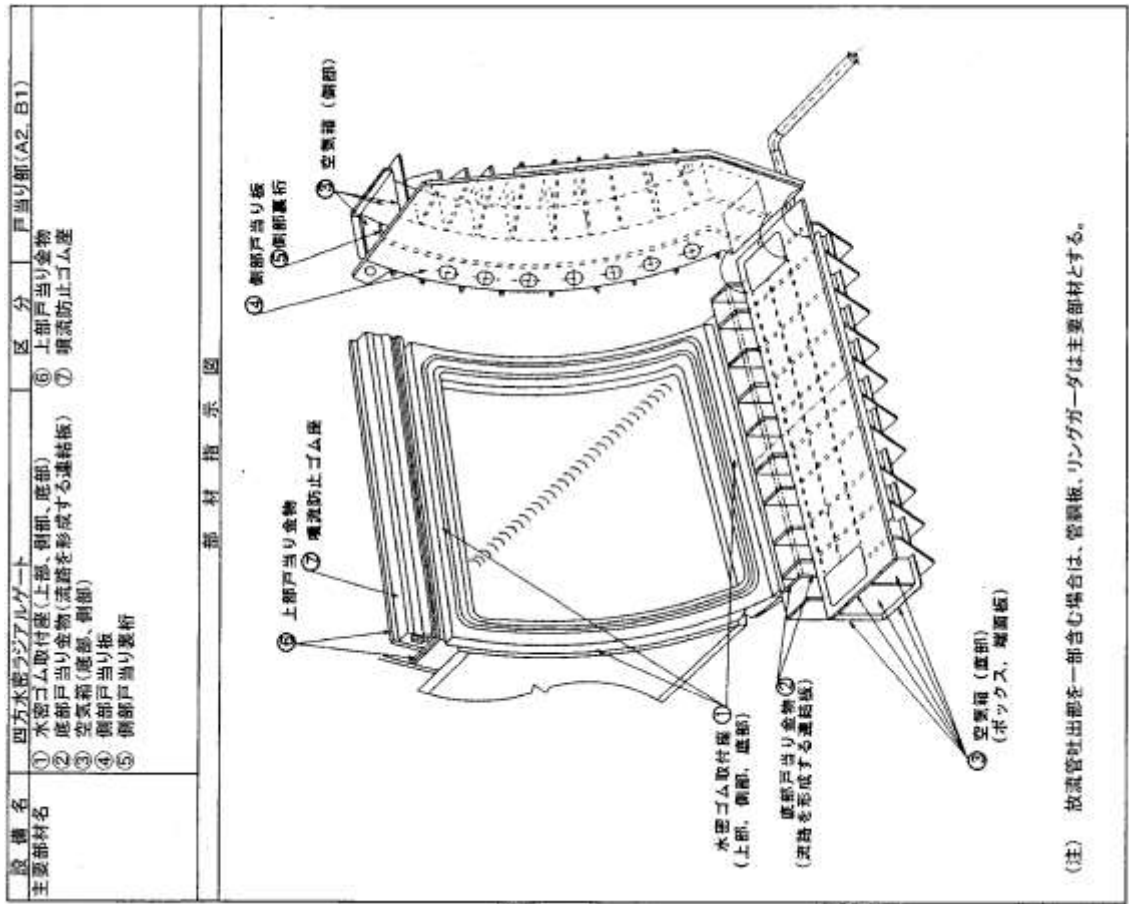 設備名 四方水密ラジアルゲート 区分 戸当り部(A2, B1)
主要部材名
① 水密ゴム取付座(上部、側部、底部)
② 底部戸当り金物(流路を形成する連結板)
③ 空気箱(底部、側部)
④ 側部戸当り板
⑤ 側部戸当り裏桁
⑥ 上部戸当り金物
⑦ 噴流防止ゴム座
部材指示図
⑥ 上部戸当り金物
⑦ 噴流防止ゴム座
④ 側部戸当り板
⑤側部裏桁
③ 空気箱 (側部)
水密ゴム取付座 ①
(上部, 側部, 底部)
底部戸当り金物 ②
(流路を形成する連結板)
③ 空気箱 (直部)
(ボックス, 端面板)
(注) 放流管吐出部を一部含む場合は、管胴板、リングガーダは主要部材とする。